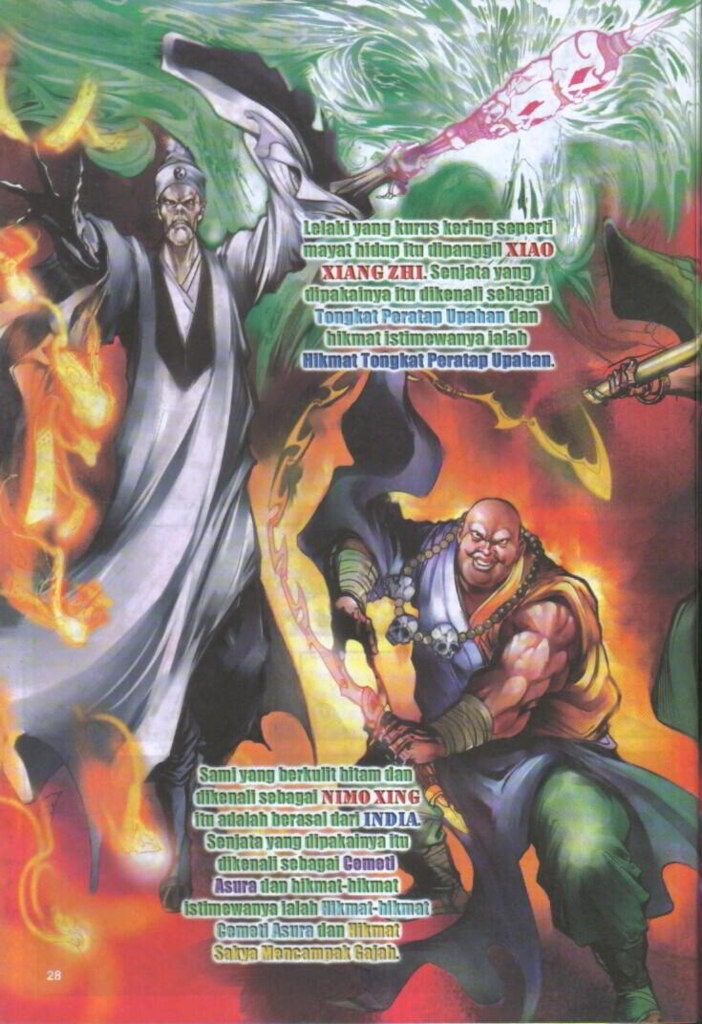 Lelaki yang kurus kering seperti
mayat hidup itu dipanggil XIAO
XIANG ZHI. Senjata yang
dipakainya itu dikenali sebagai
Tongkat Peratap Upahan dan
hikmat istimewanya ialah
Hikmat Tongkat Peratap Upahan.
Sami yang berkulit hitam dan
dikenali sebagai NIMO XING
itu adalah berasal dari INDIA.
Senjata yang dipakainya itu
dikenali sebagai Cemeti
Asura dan hikmat-hikmat
istimewanya ialah Hikmat-hikmat
Cemeti Asura dan Hikmat
Sakya Mencampak Gajah.
28